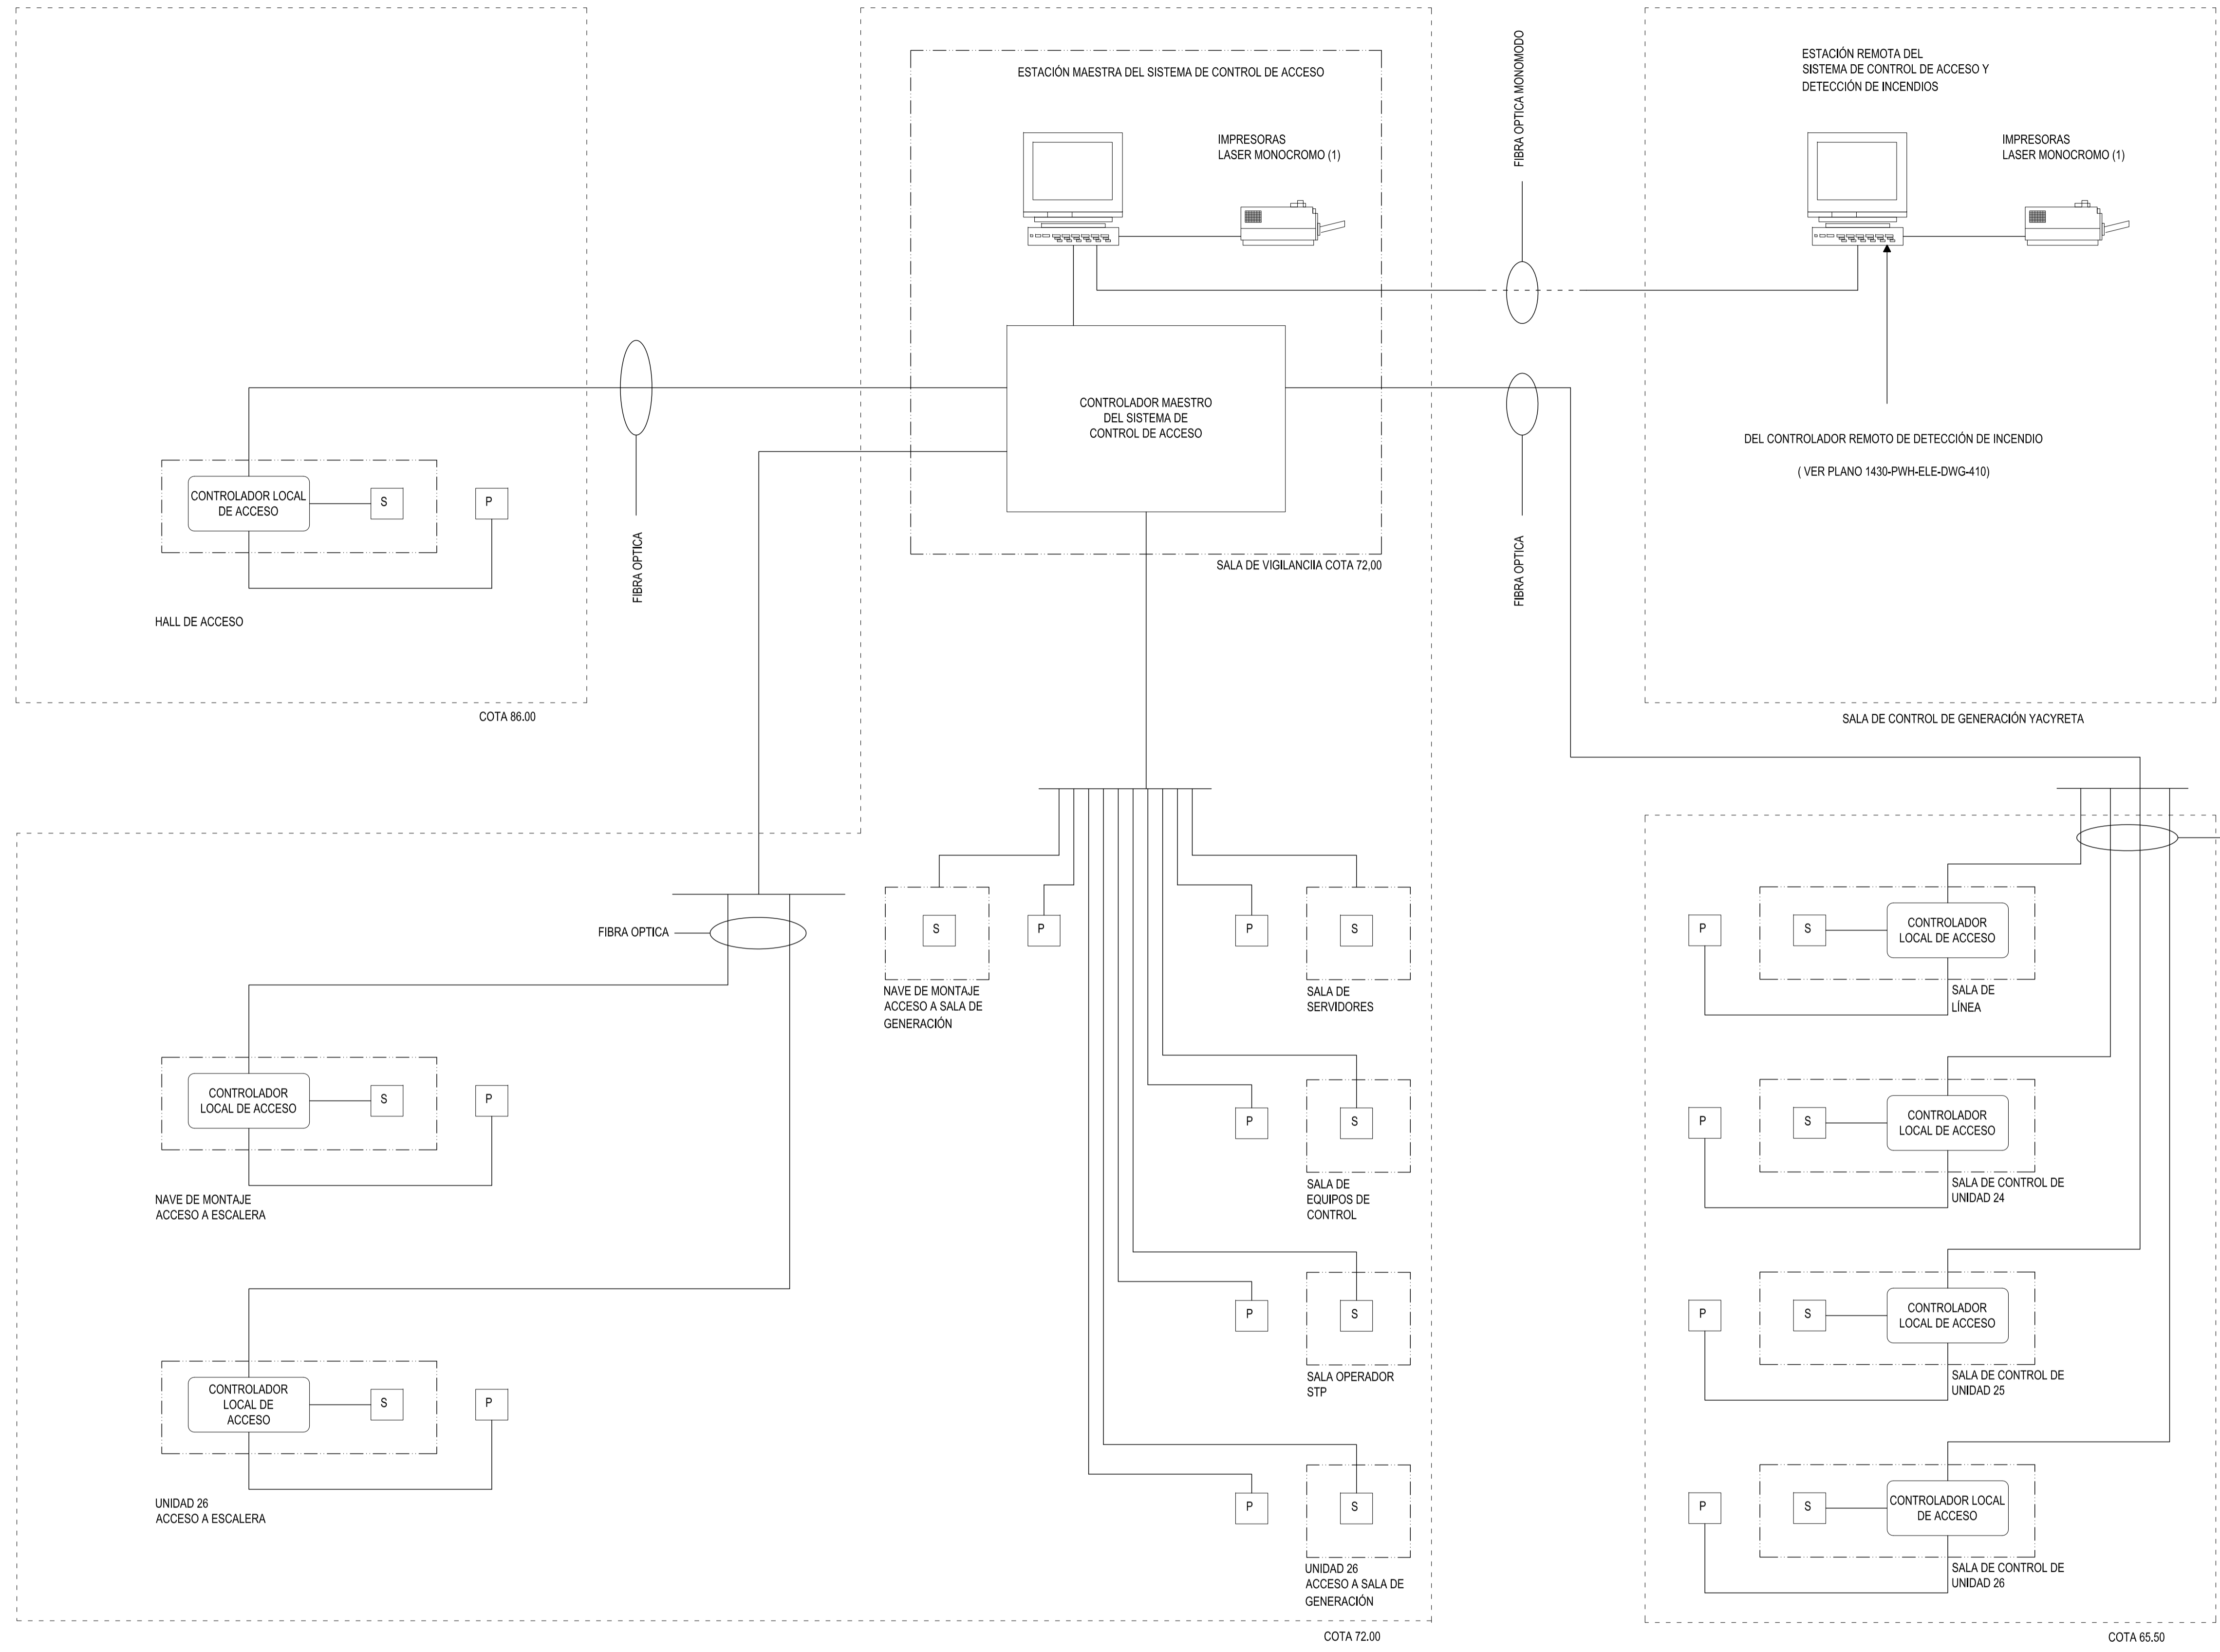 ESTACIÓN MAESTRA DEL SISTEMA DE CONTROL DE ACCESO
IMPRESORAS
LASER MONOCROMO (1)
FIBRA OPTICA MONOMODO
ESTACIÓN REMOTA DEL
SISTEMA DE CONTROL DE ACCESO Y
DETECCIÓN DE INCENDIOS
IMPRESORAS
LASER MONOCROMO (1)
CONTROLADOR MAESTRO
DEL SISTEMA DE
CONTROL DE ACCESO
DEL CONTROLADOR REMOTO DE DETECCIÓN DE INCENDIO
( VER PLANO 1430-PWH-ELE-DWG-410)
CONTROLADOR LOCAL
DE ACCESO
S
P
HALL DE ACCESO
FIBRA OPTICA
SALA DE VIGILANCIIA COTA 72,00
FIBRA OPTICA
COTA 86.00
SALA DE CONTROL DE GENERACIÓN YACYRETA
FIBRA OPTICA
S
P
P
S
NAVE DE MONTAJE
ACCESO A SALA DE
GENERACIÓN
SALA DE
SERVIDORES
P
S
CONTROLADOR
LOCAL DE ACCESO
SALA DE
LÍNEA
CONTROLADOR
LOCAL DE ACCESO
S
P
NAVE DE MONTAJE
ACCESO A ESCALERA
P
S
SALA DE
EQUIPOS DE
CONTROL
P
S
CONTROLADOR
LOCAL DE ACCESO
SALA DE CONTROL DE
UNIDAD 24
P
S
SALA OPERADOR
STP
P
S
CONTROLADOR
LOCAL DE ACCESO
SALA DE CONTROL DE
UNIDAD 25
CONTROLADOR
LOCAL DE
ACCESO
S
P
UNIDAD 26
ACCESO A ESCALERA
P
S
UNIDAD 26
ACCESO A SALA DE
GENERACIÓN
P
S
CONTROLADOR LOCAL
DE ACCESO
SALA DE CONTROL DE
UNIDAD 26
COTA 72.00
COTA 65.50